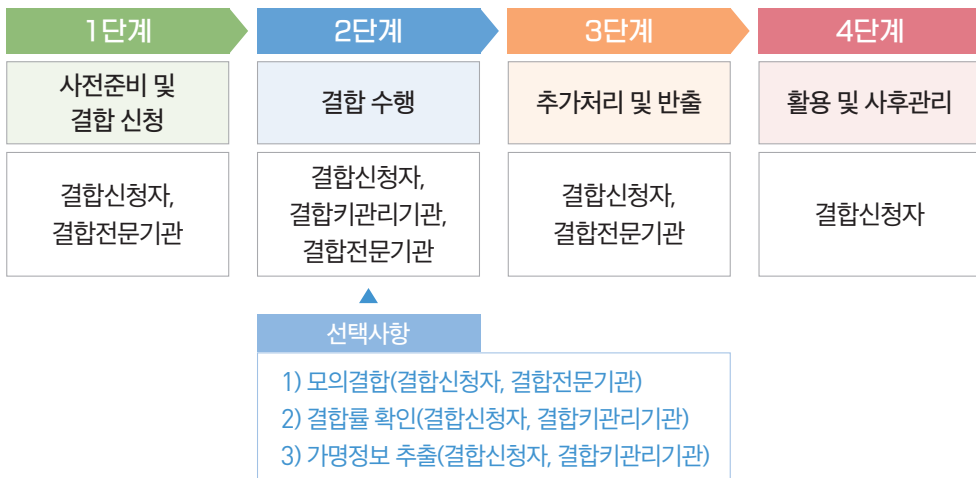 1단계
2단계
3단계
4단계
사전준비 및
결합 신청
결합 수행
추가처리 및 반출
활용 및 사후관리
결합신청자,
결합전문기관
결합신청자,
결합키관리기관,
결합전문기관
결합신청자,
결합전문기관
결합신청자
선택사항
1) 모의결합(결합신청자, 결합전문기관)
2) 결합률 확인(결합신청자, 결합키관리기관)
3) 가명정보 추출(결합신청자, 결합키관리기관)